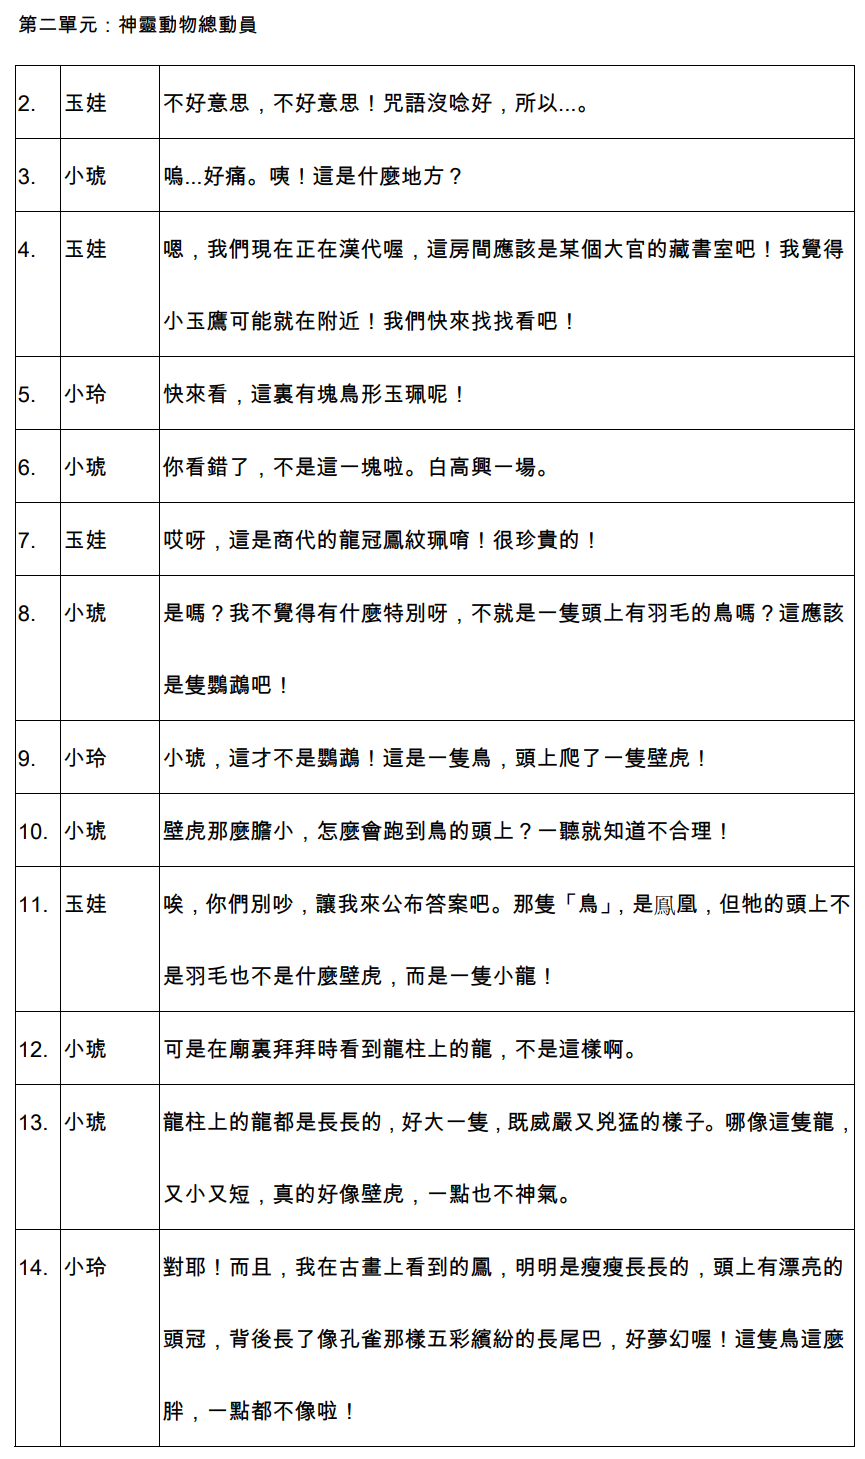 第二單元：神靈動物總動員
2. 玉娃 不好意思，不好意思！咒語沒唸好，所以...。
3. 小琥 嗚...好痛。咦！這是什麼地方？
4. 玉娃 嗯，我們現在正在漢代喔，這房間應該是某個大官的藏書室吧！我覺得
小玉鷹可能就在附近！我們快來找找看吧！
5. 小玲 快來看，這裏有塊鳥形玉珮呢！
6. 小琥 你看錯了，不是這一塊啦。白高興一場。
7. 玉娃 哎呀，這是商代的龍冠鳳紋珮唷！很珍貴的！
8. 小琥 是嗎？我不覺得有什麼特別呀，不就是一隻頭上有羽毛的鳥嗎？這應該
是隻鸚鵡吧！
9. 小玲 小琥，這才不是鸚鵡！這是一隻鳥，頭上爬了一隻壁虎！
10. 小琥 壁虎那麼膽小，怎麼會跑到鳥的頭上？一聽就知道不合理！
11. 玉娃 唉，你們別吵，讓我來公布答案吧。那隻「鳥」，是鳳凰，但牠的頭上不
是羽毛也不是什麼壁虎，而是一隻小龍！
12. 小琥 可是在廟裏拜拜時看到龍柱上的龍，不是這樣啊。
13. 小琥 龍柱上的龍都是長長的，好大一隻，既威嚴又兇猛的樣子。哪像這隻龍，
又小又短，真的好像壁虎，一點也不神氣。
14. 小玲 對耶！而且，我在古畫上看到的鳳，明明是瘦瘦長長的，頭上有漂亮的
頭冠，背後長了像孔雀那樣五彩繽紛的長尾巴，好夢幻喔！這隻鳥這麼
胖，一點都不像啦！